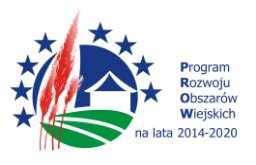 Program
Rozwoju
Obszarów
Wiejskich
na lata 2014-2020